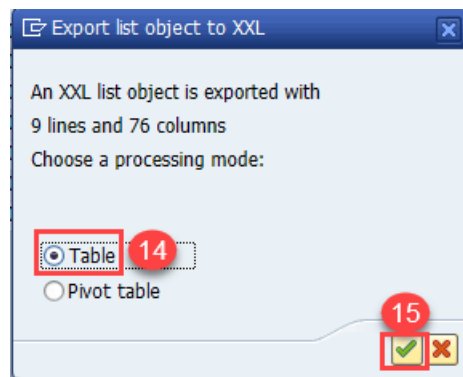 Export list object to XXL
An XXL list object is exported with
9 lines and 76 columns
Choose a processing mode:
Table 14
Pivot table
15